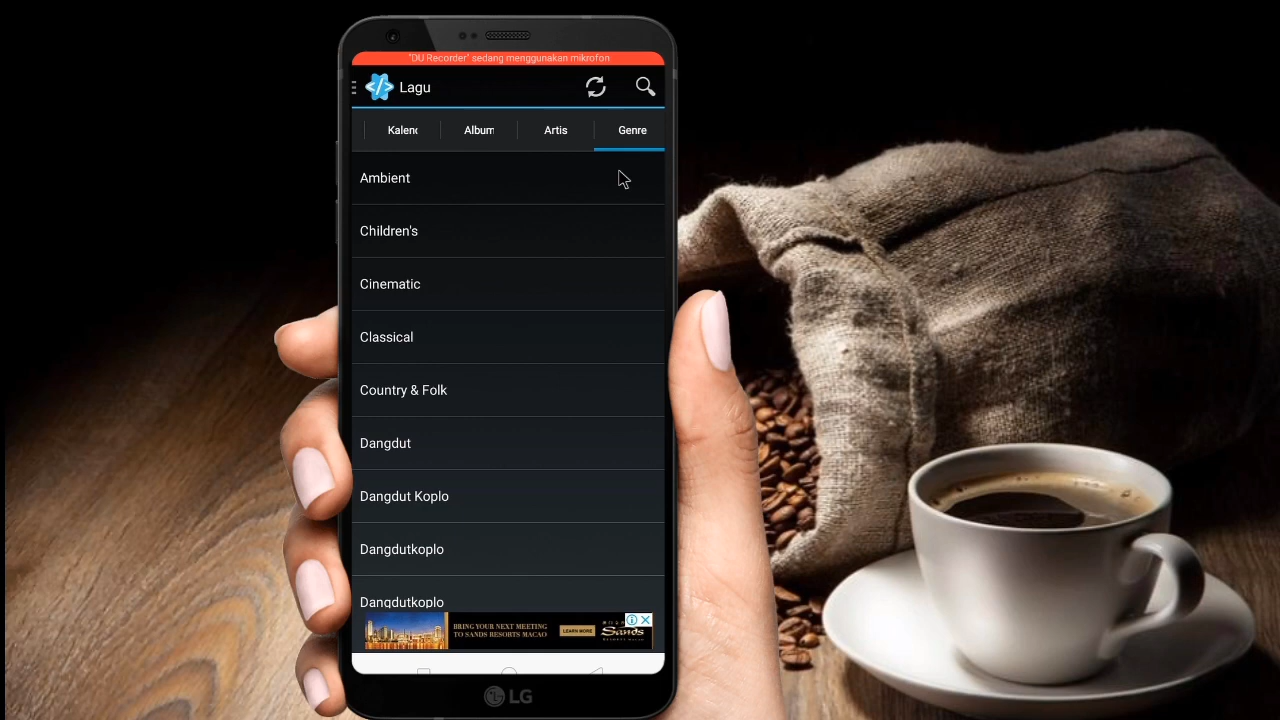 "DU Recorder" sedang menggunakan mikrofon
</>
Lagu
Kalend
Album
Artis
Genre
Ambient
Children's
Cinematic
Classical
Country & Folk
Dangdut
Dangdut Koplo
Dangdutkoplo
Dangdutkoplo
BRING YOUR NEXT MEETING
TO SANDS RESORTS MACAO
LEARN MORE
Sands
LG